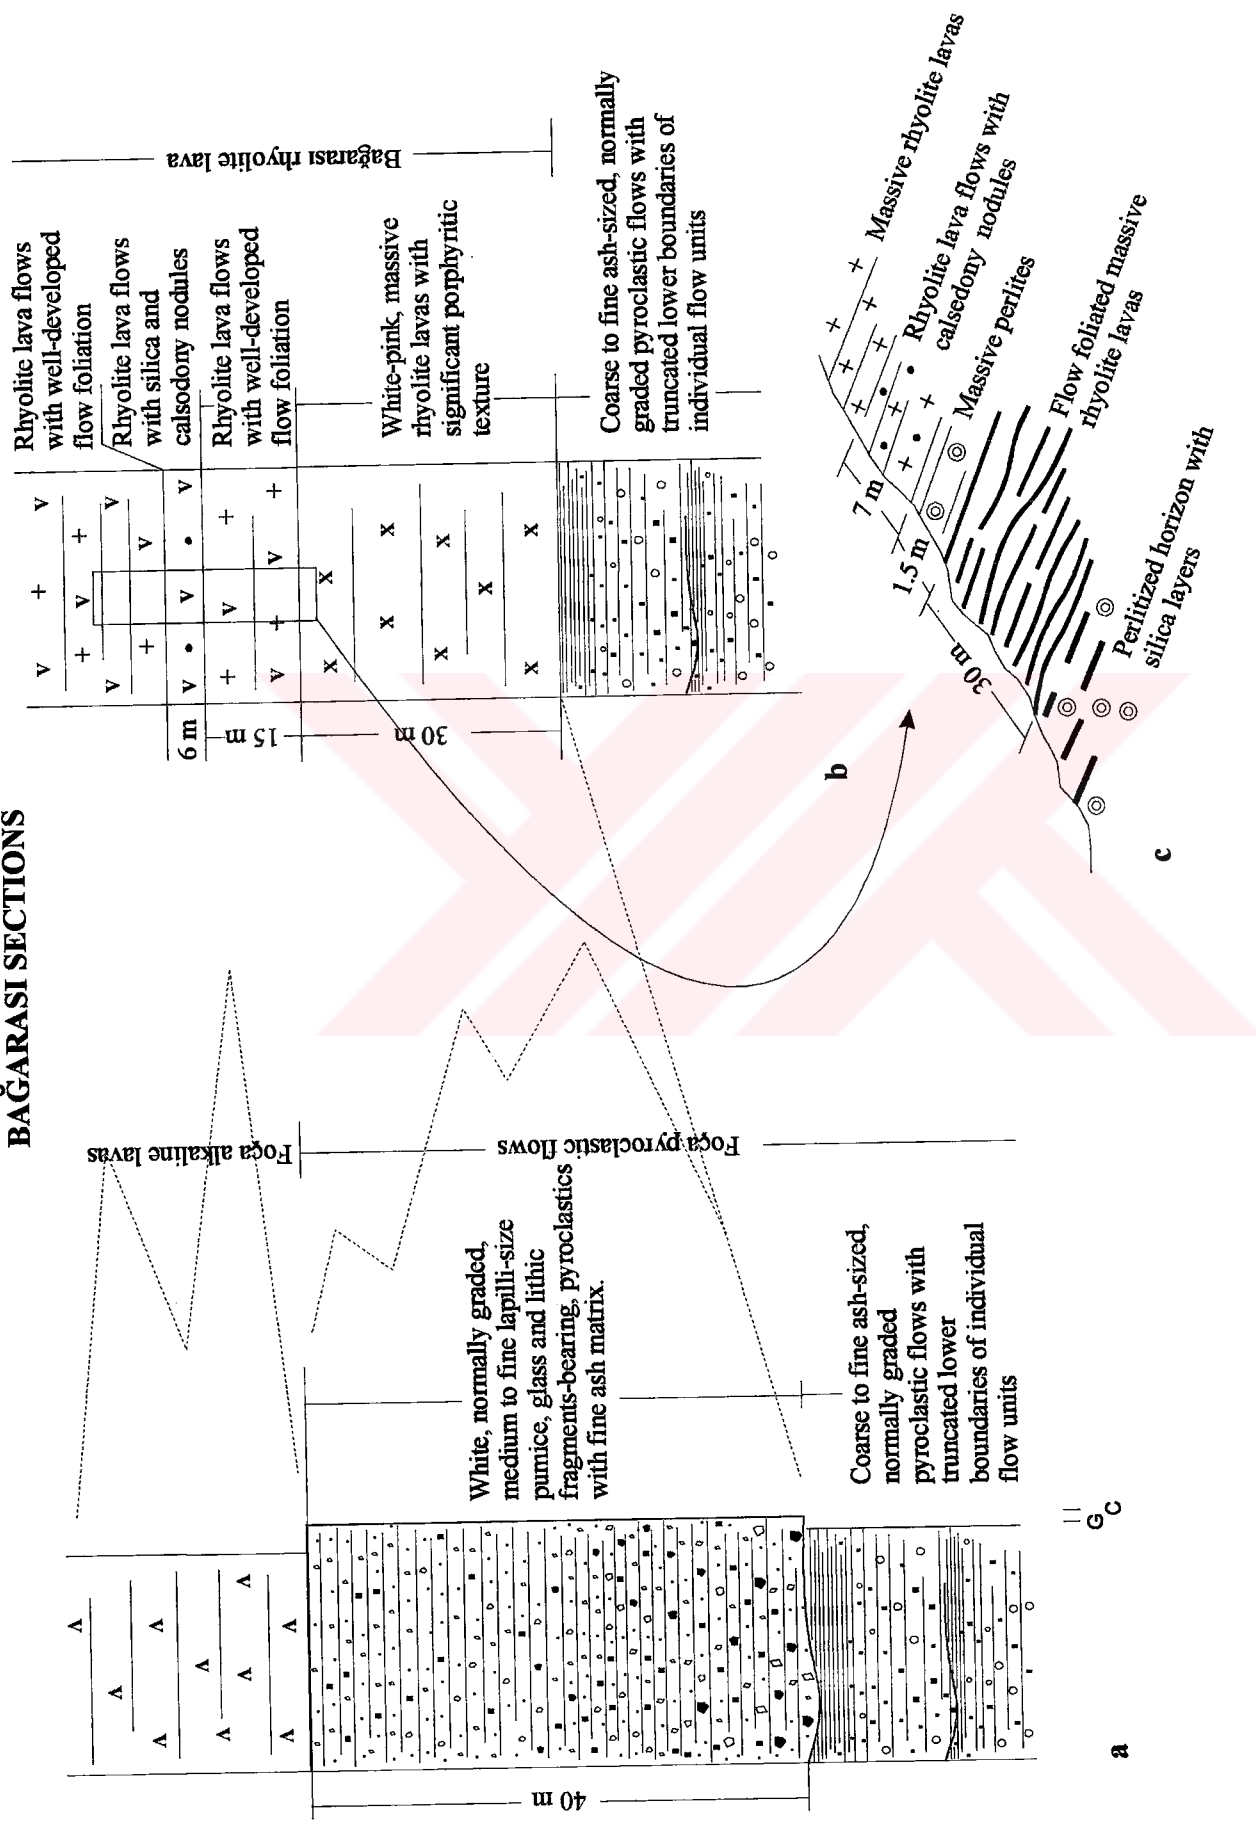 BAĞARASI SECTIONS
Foça alkaline lavas
Foça pyroclastic flows
40 m
White, normally graded,
medium to fine lapilli-size
pumice, glass and lithic
fragments-bearing, pyroclastics
with fine ash matrix.
Coarse to fine ash-sized,
normally graded
pyroclastic flows with
truncated lower
boundaries of individual
flow units
G
C
a
Rhyolite lava flows
with well-developed
flow foliation
Rhyolite lava flows
with silica and
calsodony nodules
Rhyolite lava flows
with well-developed
flow foliation
White-pink, massive
rhyolite lavas with
significant porphyritic
texture
Coarse to fine ash-sized, normally
graded pyroclastic flows with
truncated lower boundaries of
individual flow units
Bağarası rhyolite lava
6 m
15 m
30 m
b
Massive rhyolite lavas
Rhyolite lava flows with
calsedony nodules
Massive perlites
Flow foliated massive
rhyolite lavas
Perlitized horizon with
silica layers
7 m
1.5 m
30 m
c